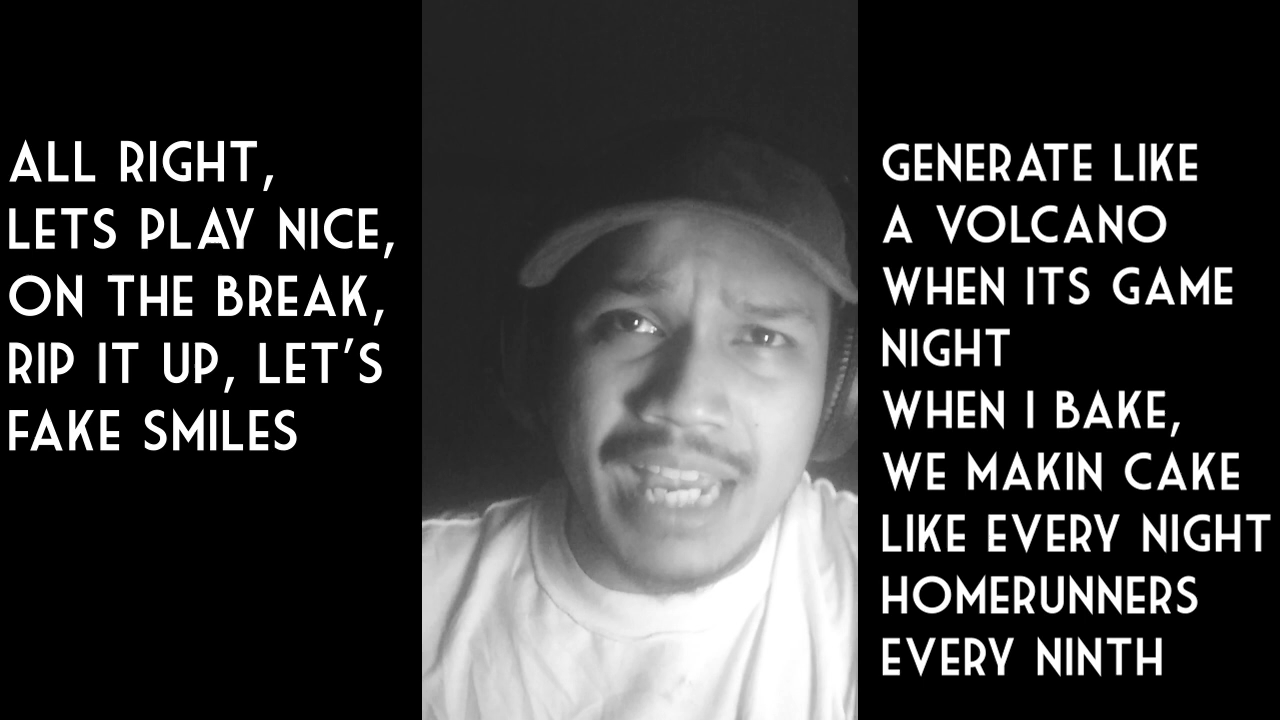 ALL RIGHT,
LETS PLAY NICE,
ON THE BREAK,
RIP IT UP, LET'S
FAKE SMILES
GENERATE LIKE
A VOLCANO
WHEN ITS GAME
NIGHT
WHEN I BAKE,
WE MAKIN CAKE
LIKE EVERY NIGHT
HOMERUNNERS
EVERY NINTH